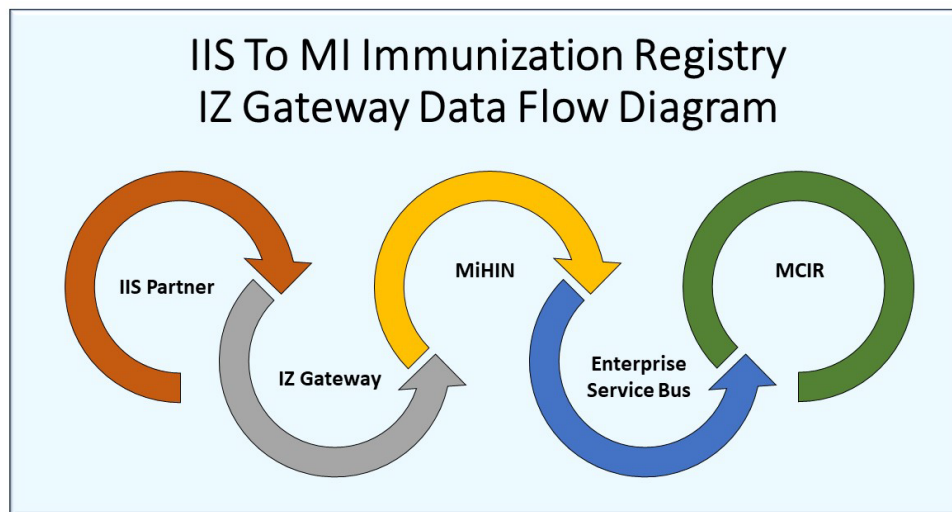 IIS To MI Immunization Registry
IZ Gateway Data Flow Diagram
IIS Partner
IZ Gateway
MiHIN
Enterprise
Service Bus
MCIR